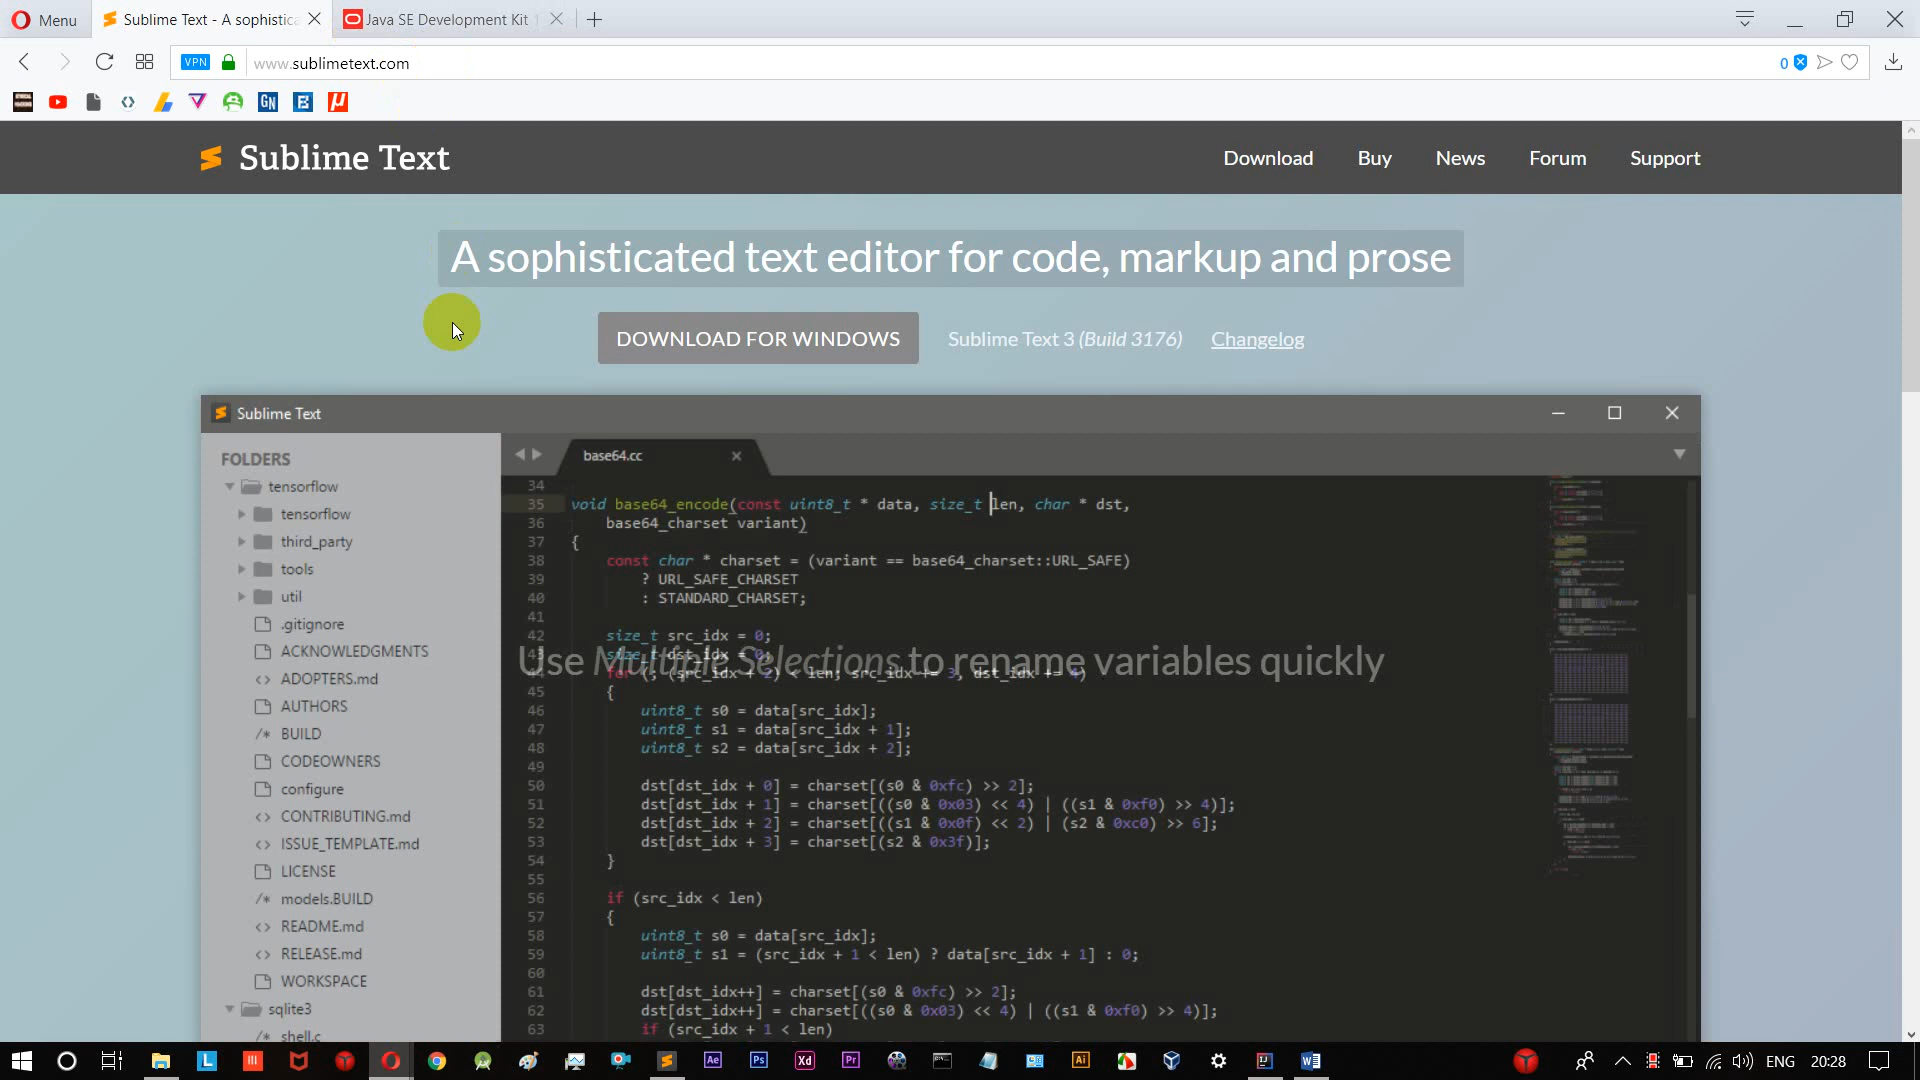 Menu
Sublime Text - A sophistica
Java SE Development Kit
VPN
www.sublimetext.com
0
GN
Sublime Text
Download
Buy
News
Forum
Support
A sophisticated text editor for code, markup and prose
DOWNLOAD FOR WINDOWS
Sublime Text 3 (Build 3176)
Changelog
Sublime Text
FOLDERS
tensorflow
tensorflow
third_party
tools
util
.gitignore
ACKNOWLEDGMENTS
<> ADOPTERS.md
AUTHORS
/* BUILD
CODEOWNERS
configure
<> CONTRIBUTING.md
<> ISSUE_TEMPLATE.md
LICENSE
/* models.BUILD
<> README.md
<> RELEASE.md
WORKSPACE
sqlite3
/* shell.c
base64.cc
34
35 void base64_encode(const uint8_t * data, size_t len, char * dst,
36 base64_charset variant)
37 {
38 const char * charset = (variant == base64_charset::URL_SAFE)
39 ? URL_SAFE_CHARSET
40 : STANDARD_CHARSET;
41
42 size_t src_idx = 0;
43 size_t dst_idx = 0;
Use Multiple Selections to rename variables quickly
44 for (; (src_idx + 2) < len; src_idx += 3, dst_idx += 4)
45 {
46 uint8_t s0 = data[src_idx];
47 uint8_t s1 = data[src_idx + 1];
48 uint8_t s2 = data[src_idx + 2];
49
50 dst[dst_idx + 0] = charset[(s0 & 0xfc) >> 2];
51 dst[dst_idx + 1] = charset[((s0 & 0x03) << 4) | ((s1 & 0xf0) >> 4)];
52 dst[dst_idx + 2] = charset[((s1 & 0x0f) << 2) | (s2 & 0xc0) >> 6];
53 dst[dst_idx + 3] = charset[(s2 & 0x3f)];
54 }
55
56 if (src_idx < len)
57 {
58 uint8_t s0 = data[src_idx];
59 uint8_t s1 = (src_idx + 1 < len) ? data[src_idx + 1] : 0;
60
61 dst[dst_idx++] = charset[(s0 & 0xfc) >> 2];
62 dst[dst_idx++] = charset[((s0 & 0x03) << 4) | ((s1 & 0xf0) >> 4)];
63 if (src_idx + 1 < len)
L
Ae
Ps
Xd
Pr
Ai
IJ
W
ENG
20:28